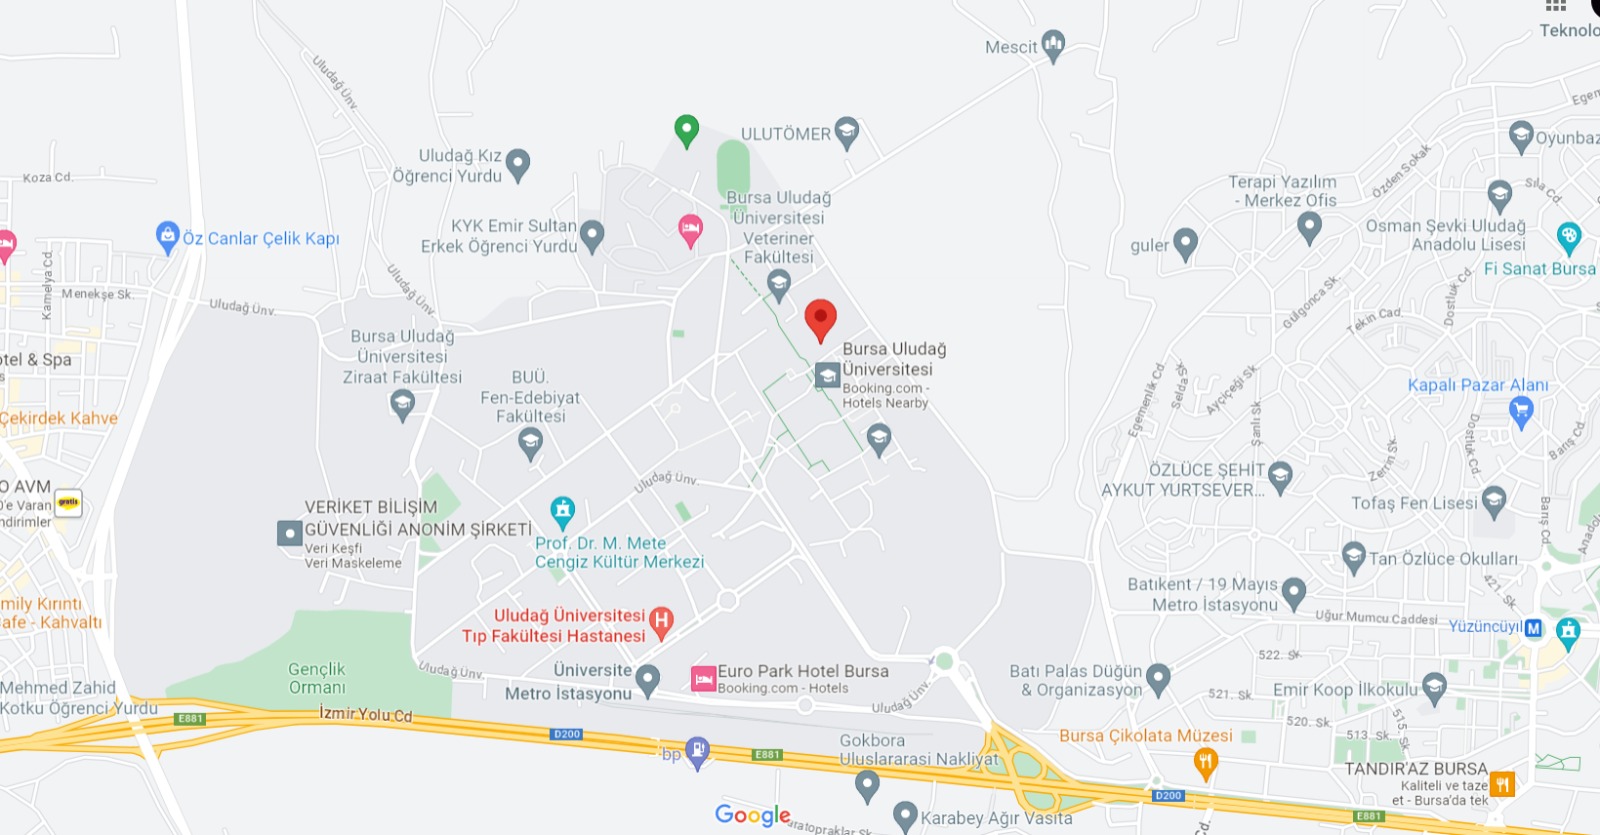 Teknolo
Mescit
Uludağ Ünv.
ULUTÖMER
Egem
Oyunbaz
Uludağ Kız
Öğrenci Yurdu
Koza Cd.
Özden Sokak
Sıla Cd.
Terapi Yazılım
- Merkez Ofis
Bursa Uludağ
Üniversitesi
Veteriner
Fakültesi
KYK Emir Sultan
Erkek Öğrenci Yurdu
Osman Şevki Uludağ
Anadolu Lisesi
Öz Canlar Çelik Kapı
guler
Fi Sanat Bursa
Kamelya Cd.
Menekşe Sk.
Uludağ Ünv.
Uludağ Ünv.
Gülgonca Sk.
Dostluk Cd.
Tekin Cad.
otel & Spa
Bursa Uludağ
Üniversitesi
Ziraat Fakültesi
Bursa Uludağ
Üniversitesi
Booking.com -
Hotels Nearby
BUÜ.
Fen-Edebiyat
Fakültesi
Egemenlik Cd.
Selda Sk.
Ayçiçeği Sk.
Şanlı Sk.
Kapalı Pazar Alanı
Dostluk Cd.
Barış Cd.
Çekirdek Kahve
Zerrin Sk.
ÖZLÜCE ŞEHİT
AYKUT YURTSEVER...
Uludağ Ünv.
O AVM
0'e Varan
ndirimler
gratis
Tofaş Fen Lisesi
Barış Cd.
Anado
VERİKET BİLİŞİM
GÜVENLİĞİ ANONİM ŞİRKETİ
Veri Keşfi
Veri Maskeleme
Prof. Dr. M. Mete
Cengiz Kültür Merkezi
Tan Özlüce Okulları
Batıkent / 19 Mayıs
Metro İstasyonu
421. Sk.
mily Kırıntı
afe - Kahvaltı
Uludağ Üniversitesi
Tıp Fakültesi Hastanesi
H
Uğur Mumcu Caddesi
Yüzüncüyıl
M
522. Sk.
Gençlik
Ormanı
Uludağ Ünv.
Üniversite
Metro İstasyonu
Euro Park Hotel Bursa
Booking.com - Hotels
Uludağ Ünv.
Batı Palas Düğün
& Organizasyon
521. Sk.
Emir Koop İlkokulu
Mehmed Zahid
Kotku Öğrenci Yurdu
E881
İzmir Yolu Cd
520. Sk.
515. Sk.
513. Sk.
D200
bp
E881
Gokbora
Uluslararası Nakliyat
Bursa Çikolata Müzesi
TANDIR'AZ BURSA
Kaliteli ve taze
et - Bursa'da tek
D200
E881
Google
uratopraklar Sk.
Karabey Ağır Vasıta
Cd.